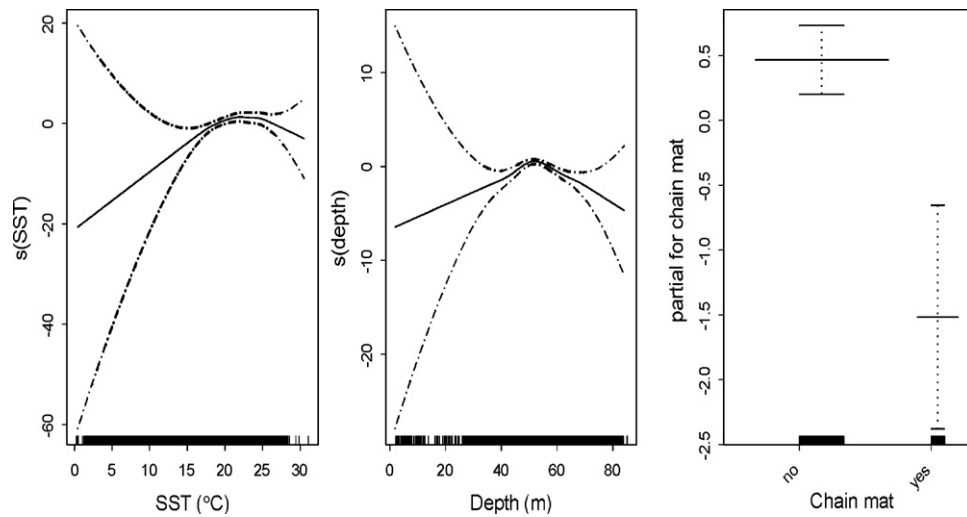 s(SST)
20
0
-20
-40
-60
0 5 10 15 20 25 30
SST (°C)
s(depth)
10
0
-10
-20
0 20 40 60 80
Depth (m)
partial for chain mat
0.5
0.0
-0.5
-1.0
-1.5
-2.0
-2.5
no yes
Chain mat